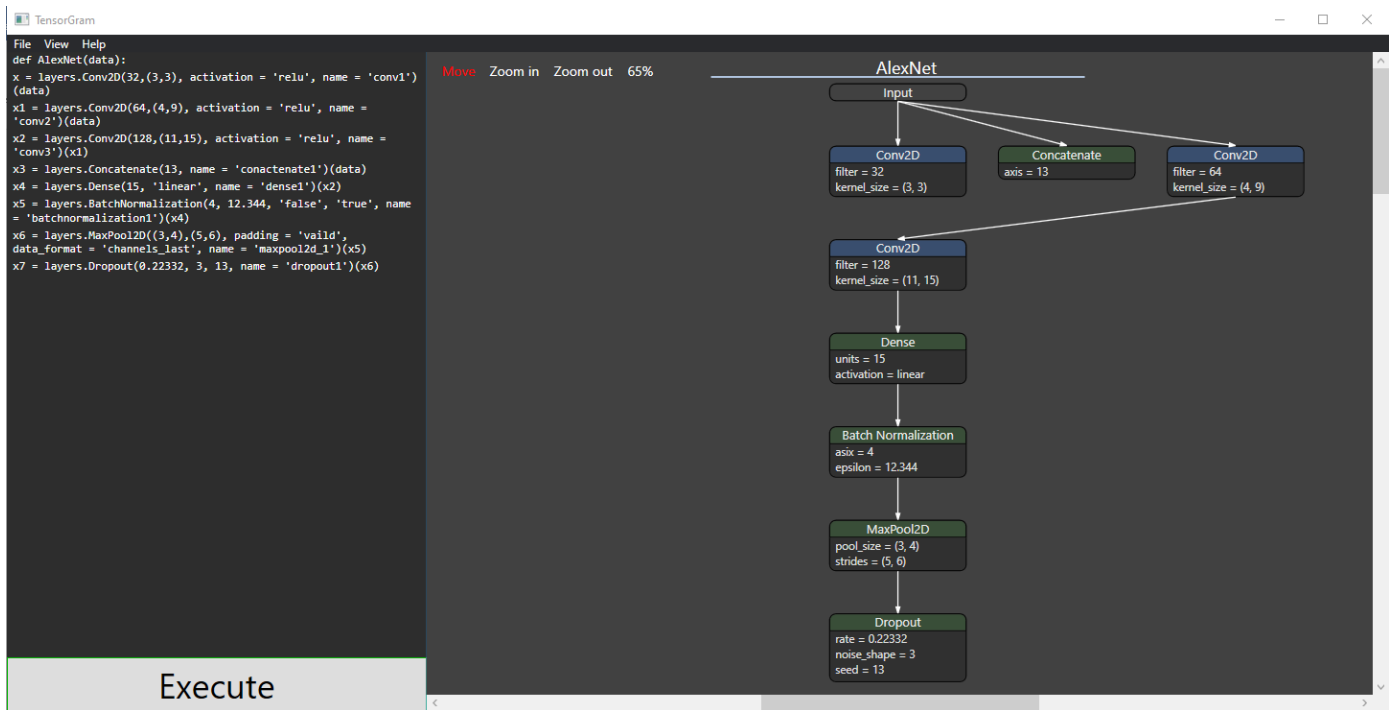 TensorGram
File View Help
def AlexNet(data):
x = layers.Conv2D(32,(3,3), activation = 'relu', name = 'conv1')
(data)
x1 = layers.Conv2D(64,(4,9), activation = 'relu', name =
'conv2')(data)
x2 = layers.Conv2D(128,(11,15), activation = 'relu', name =
'conv3')(x1)
x3 = layers.Concatenate(13, name = 'conactenate1')(data)
x4 = layers.Dense(15, 'linear', name = 'dense1')(x2)
x5 = layers.BatchNormalization(4, 12.344, 'false', 'true', name
= 'batchnormalization1')(x4)
x6 = layers.MaxPool2D((3,4),(5,6), padding = 'vaild',
data_format = 'channels_last', name = 'maxpool2d_1')(x5)
x7 = layers.Dropout(0.22332, 3, 13, name = 'dropout1')(x6)
Execute
Move Zoom in Zoom out 65%
AlexNet
Input
Conv2D
filter = 32
kernel_size = (3, 3)
Concatenate
axis = 13
Conv2D
filter = 64
kernel_size = (4, 9)
Conv2D
filter = 128
kernel_size = (11, 15)
Dense
units = 15
activation = linear
Batch Normalization
asix = 4
epsilon = 12.344
MaxPool2D
pool_size = (3, 4)
strides = (5, 6)
Dropout
rate = 0.22332
noise_shape = 3
seed = 13